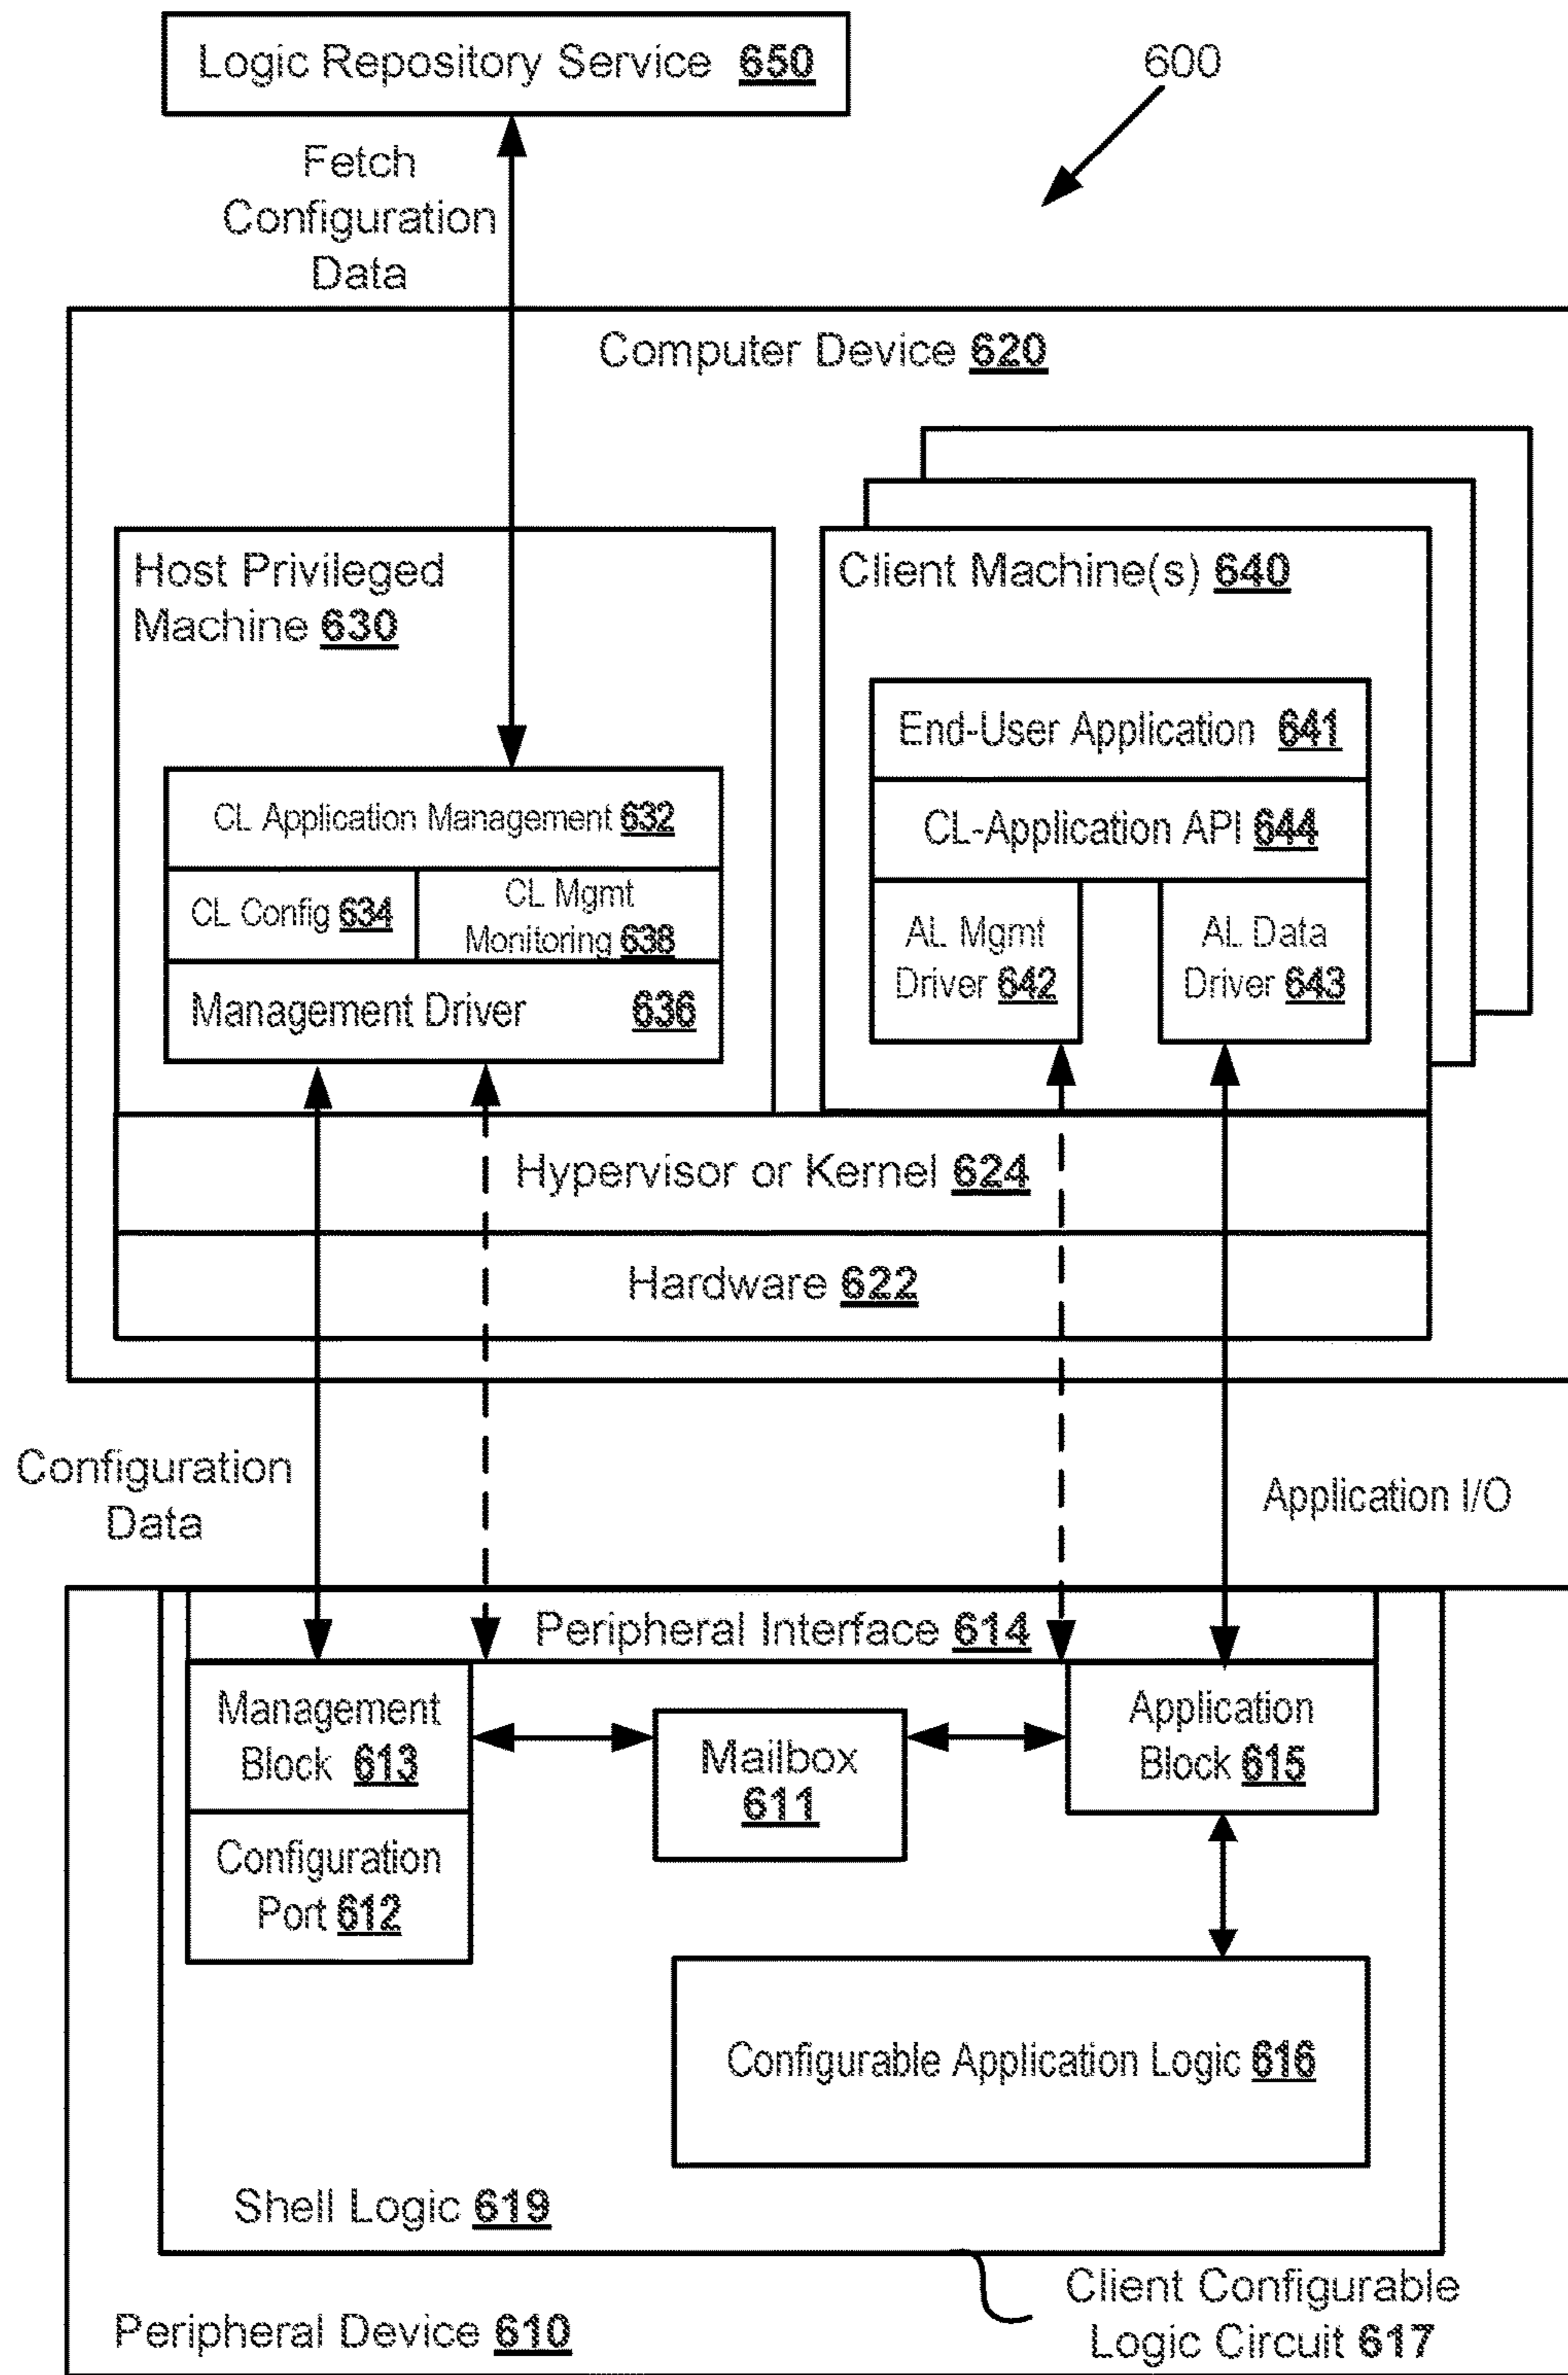 Logic Repository Service 650
600
Fetch
Configuration
Data
Computer Device 620
Host Privileged
Machine 630
CL Application Management 632
CL Config 634
CL Mgmt
Monitoring 638
Management Driver 636
Client Machine(s) 640
End-User Application 641
CL-Application API 644
AL Mgmt
Driver 642
AL Data
Driver 643
Hypervisor or Kernel 624
Hardware 622
Configuration
Data
Application I/O
Peripheral Interface 614
Management
Block 613
Configuration
Port 612
Mailbox
611
Application
Block 615
Configurable Application Logic 616
Shell Logic 619
Peripheral Device 610
Client Configurable
Logic Circuit 617